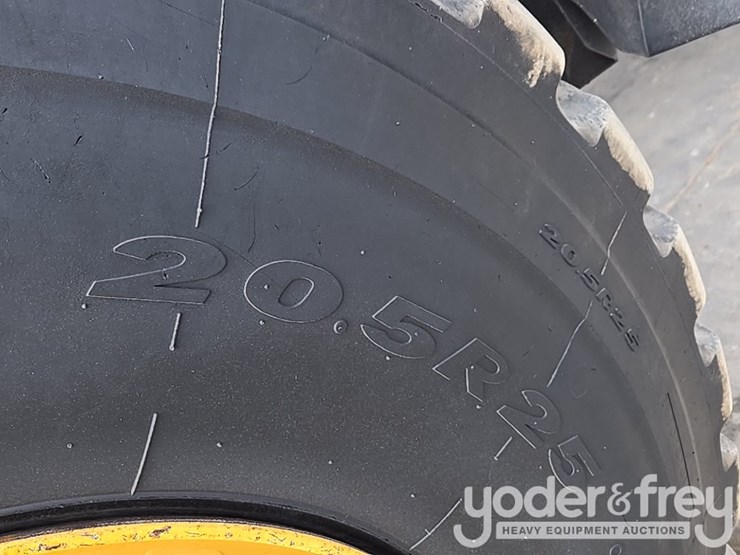 20.5R25
20.5R25
yoder&frey
HEAVY EQUIPMENT AUCTIONS